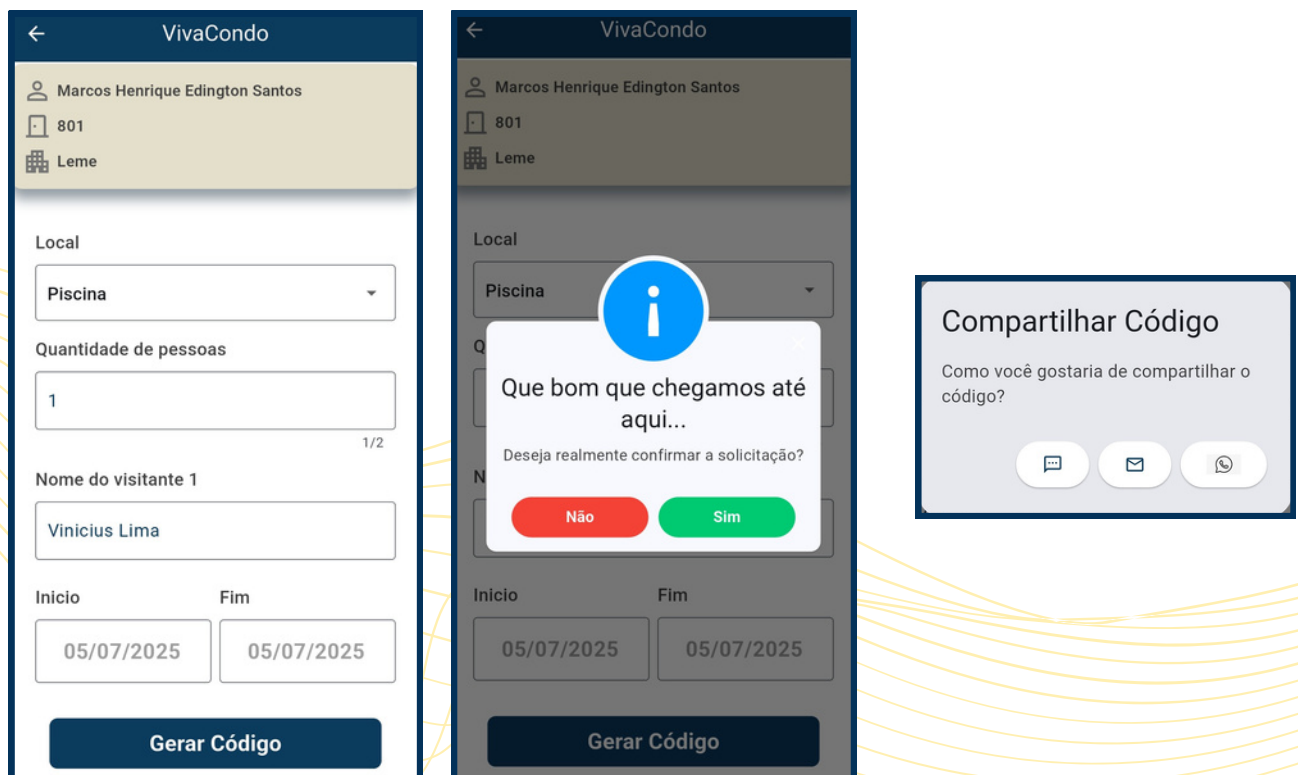 VivaCondo
Marcos Henrique Edington Santos
801
Leme
Local
Piscina
Quantidade de pessoas
1
1/2
Nome do visitante 1
Vinicius Lima
Inicio Fim
05/07/2025 05/07/2025
Gerar Código
VivaCondo
Marcos Henrique Edington Santos
801
Leme
Local
Piscina
Q
Que bom que chegamos até
aqui...
Deseja realmente confirmar a solicitação?
N
Não Sim
Inicio Fim
05/07/2025 05/07/2025
Gerar Código
Compartilhar Código
Como você gostaria de compartilhar o
código?